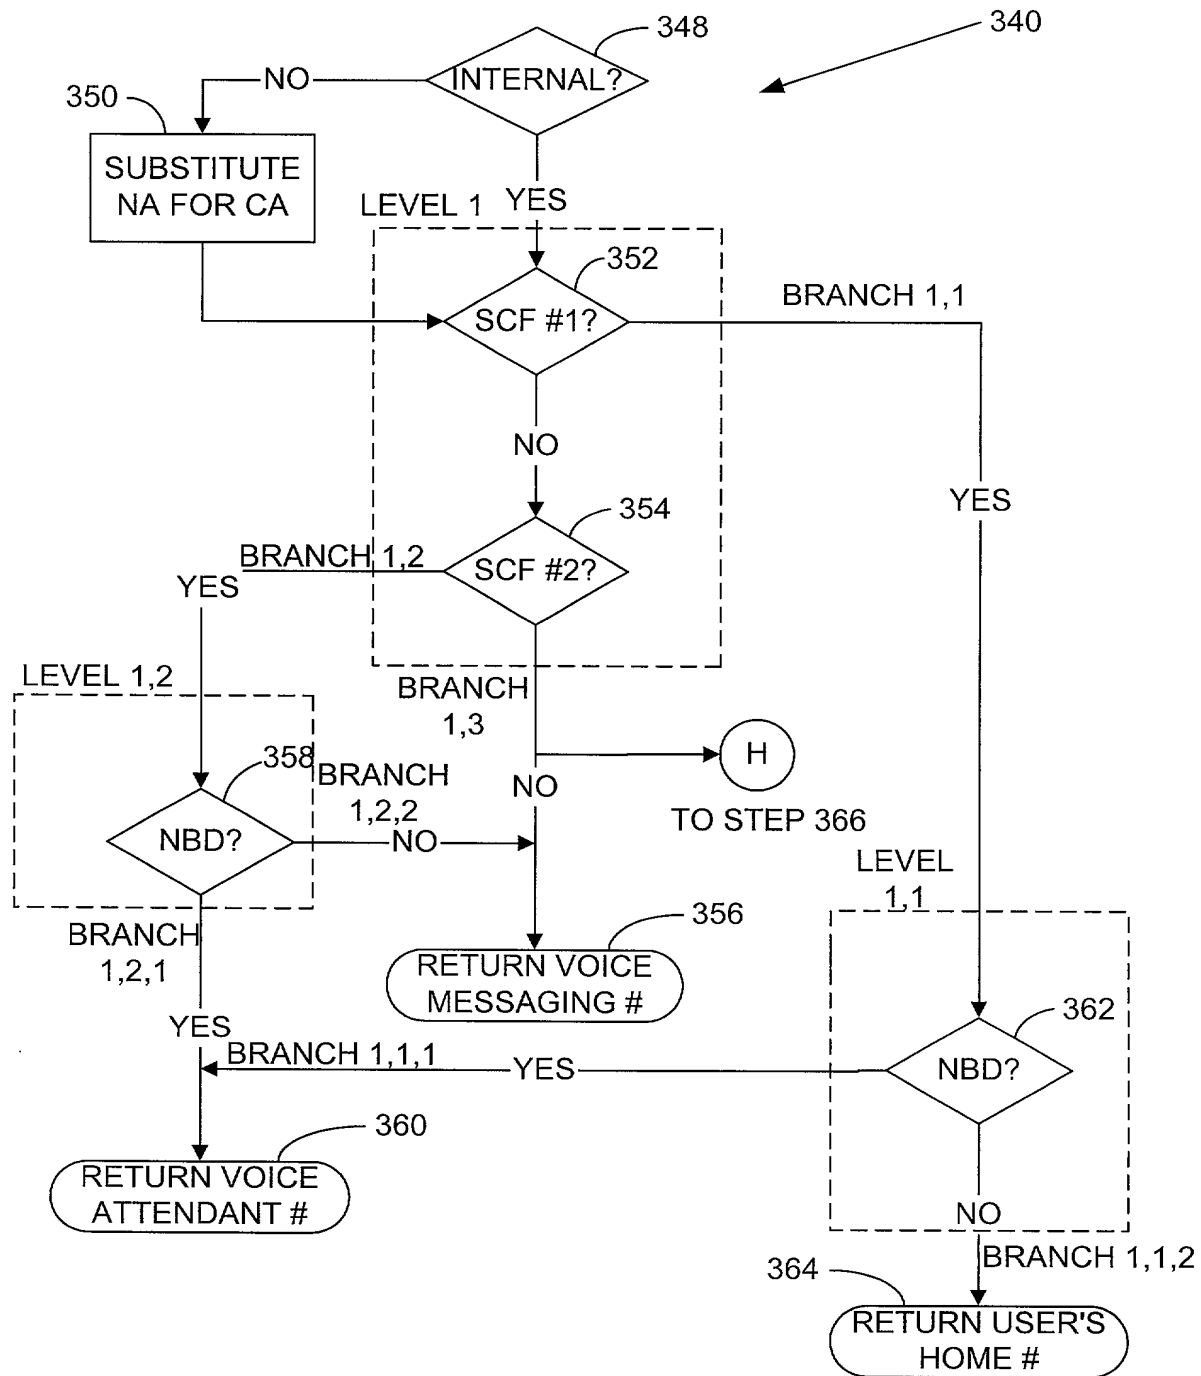 348
340
INTERNAL?
NO
350
SUBSTITUTE
NA FOR CA
YES
LEVEL 1
352
SCF #1?
BRANCH 1,1
NO
YES
354
SCF #2?
BRANCH 1,2
YES
LEVEL 1,2
BRANCH
1,3
H
TO STEP 366
358
NBD?
BRANCH
1,2,2
NO
NO
LEVEL
1,1
BRANCH
1,2,1
356
RETURN VOICE
MESSAGING #
362
NBD?
YES
BRANCH 1,1,1
YES
360
RETURN VOICE
ATTENDANT #
NO
BRANCH 1,1,2
364
RETURN USER'S
HOME #